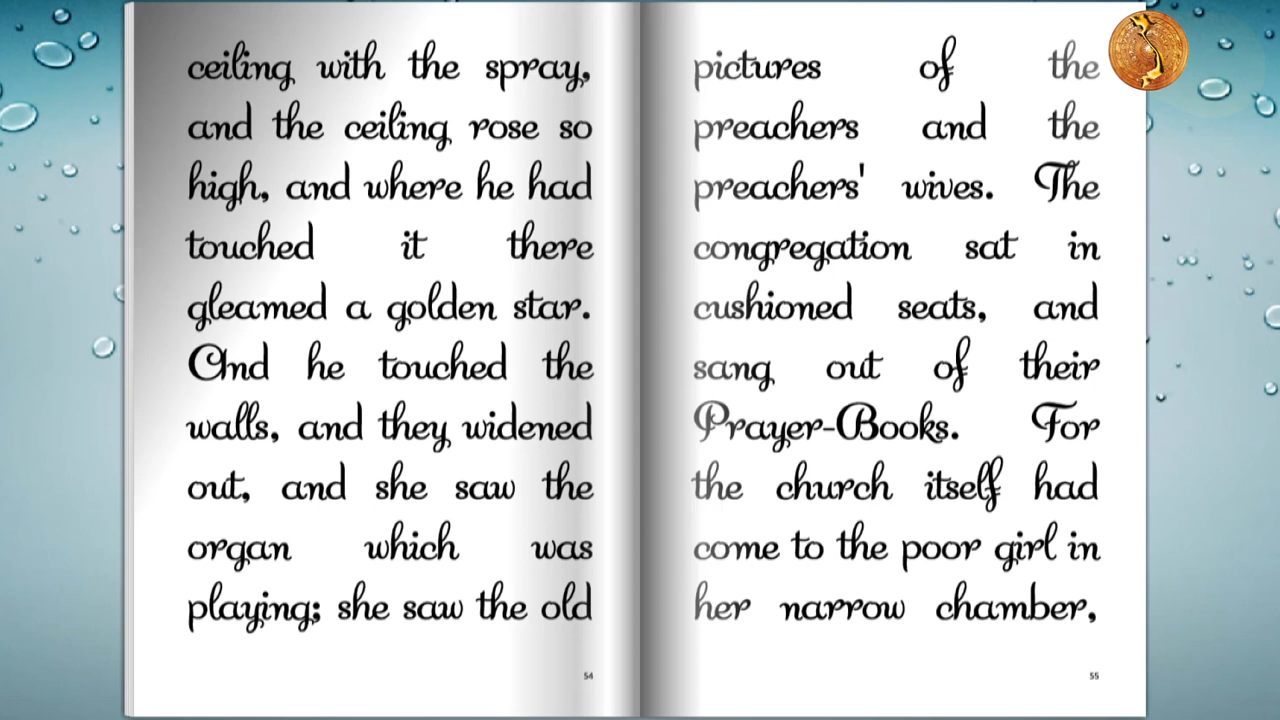 ceiling with the spray,
and the ceiling rose so
high, and where he had
touched it there
gleamed a golden star.
And he touched the
walls, and they widened
out, and she saw the
organ which was
playing; she saw the old
54
pictures of the
preachers and the
preachers' wives. The
congregation sat in
cushioned seats, and
sang out of their
Prayer-Books. For
the church itself had
come to the poor girl in
her narrow chamber,
55